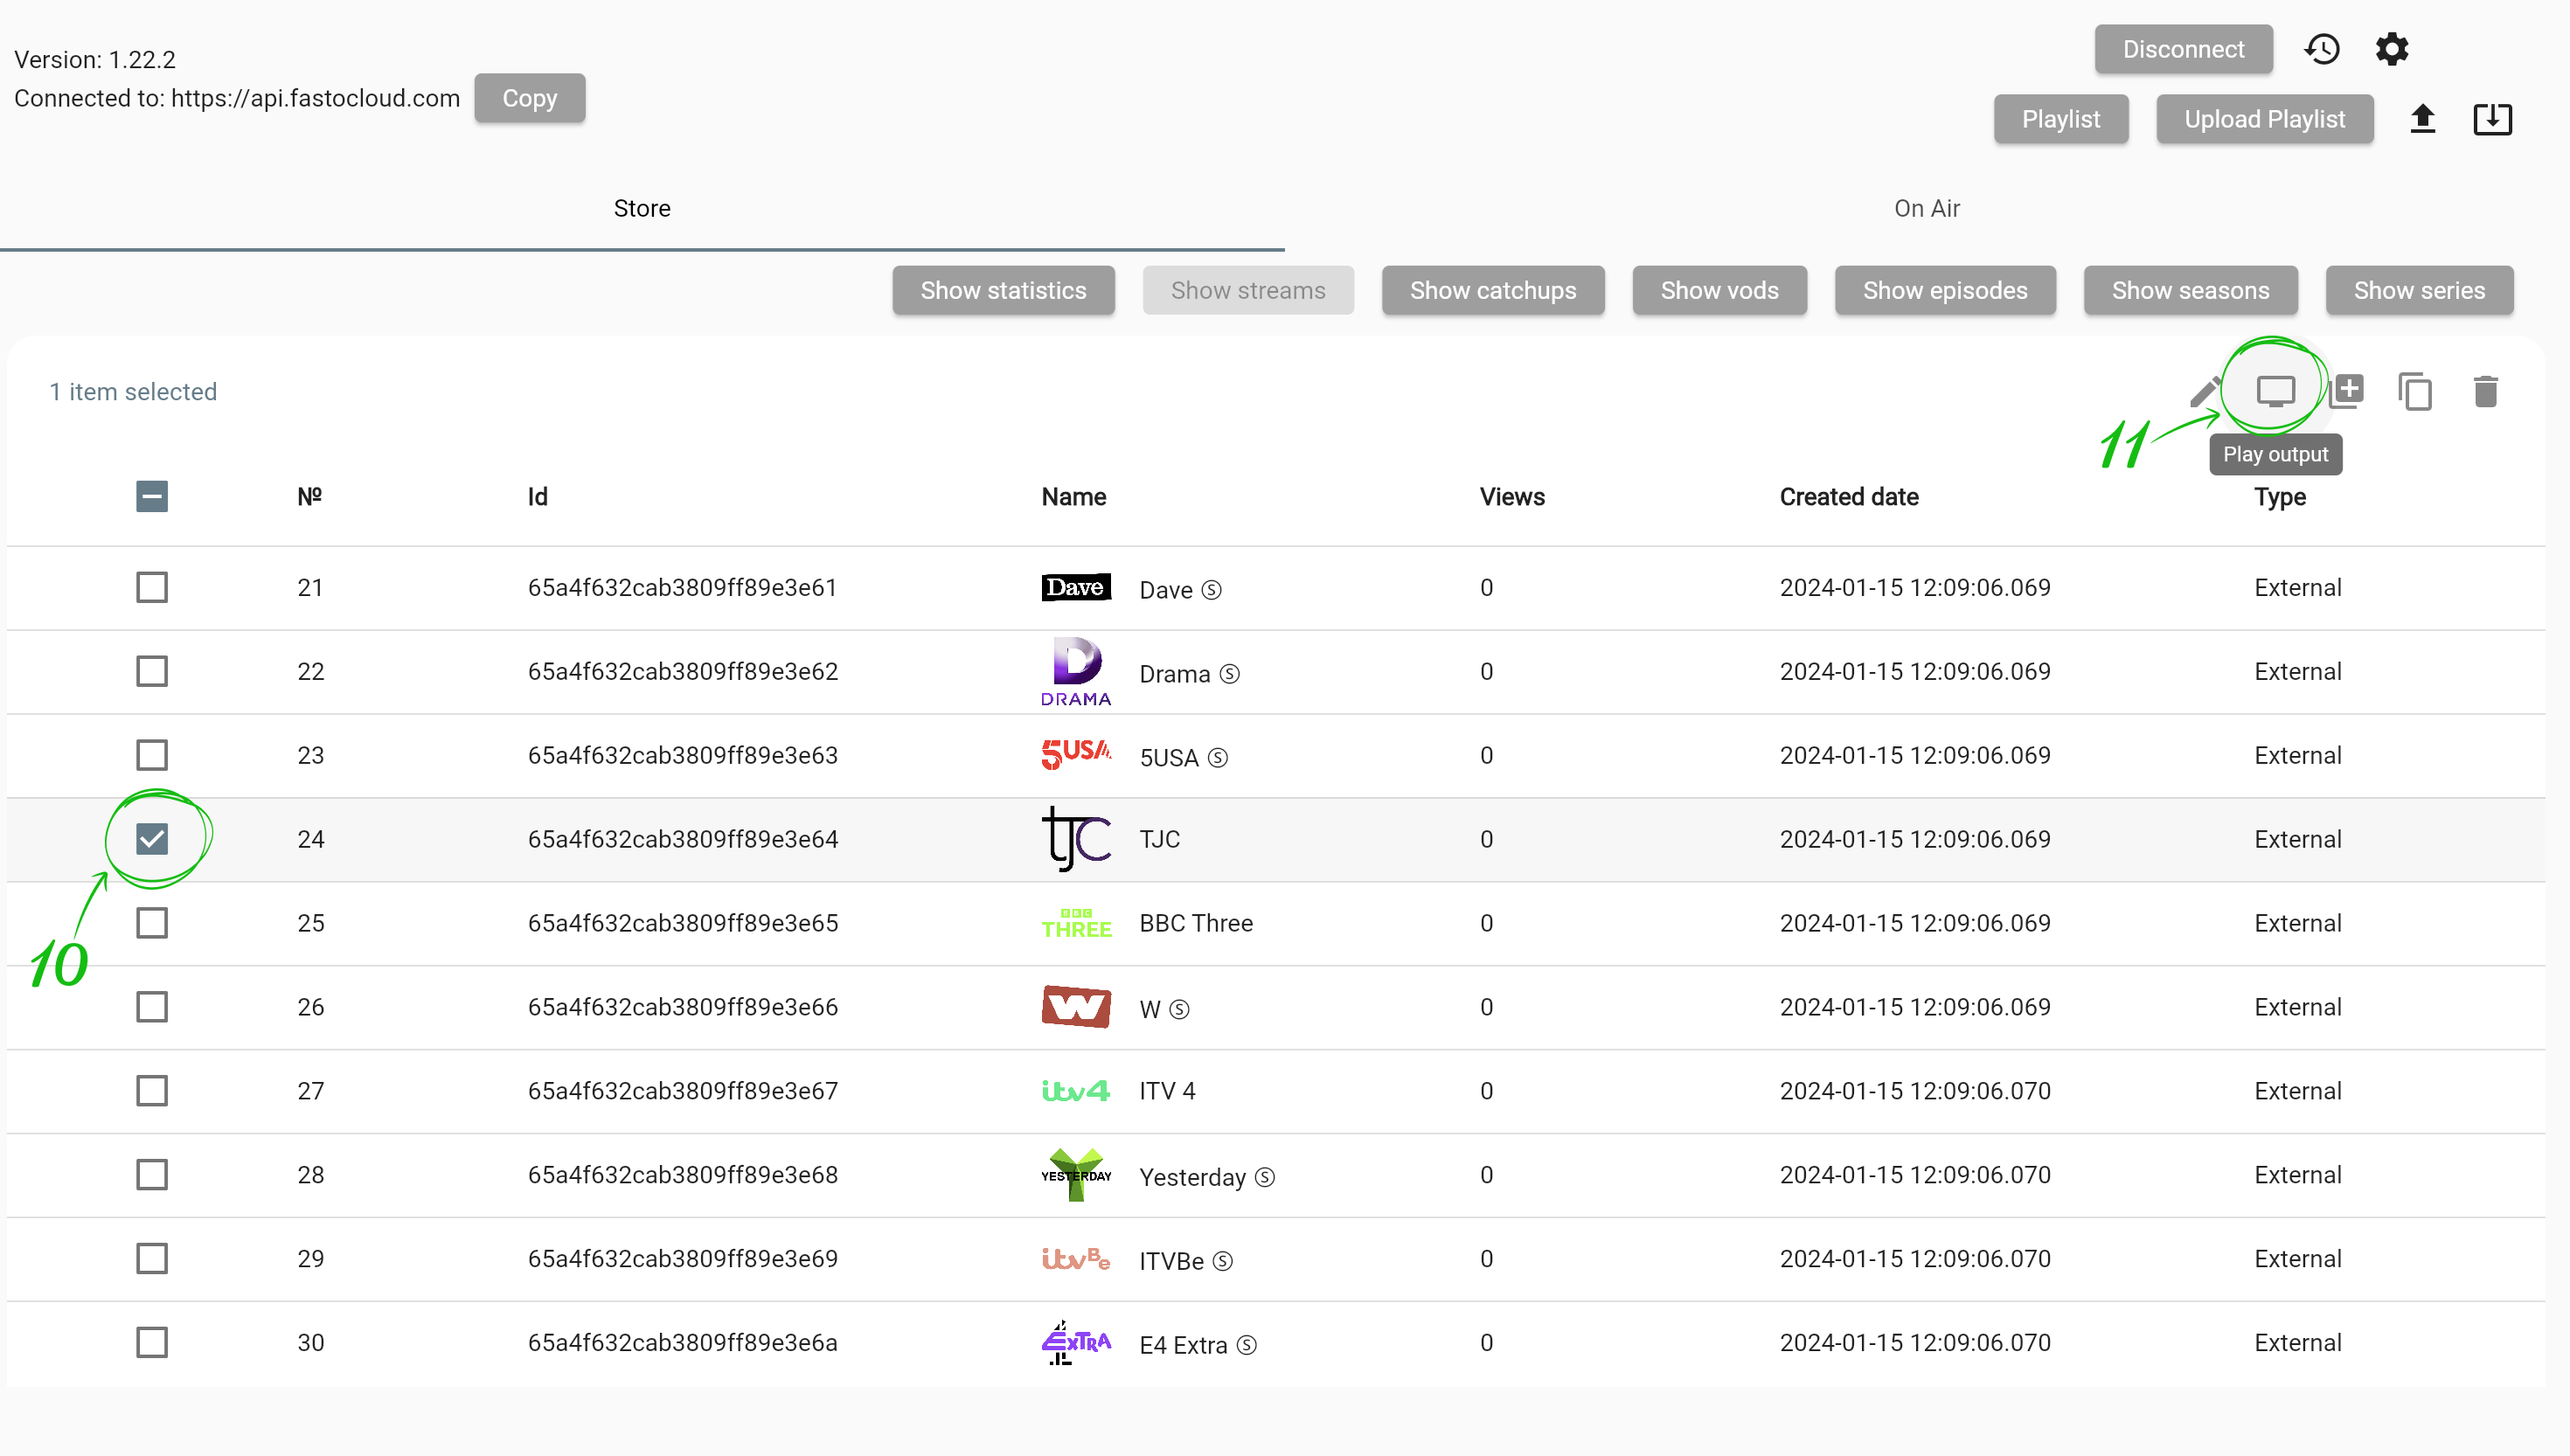 Version: 1.22.2
Connected to: https://api.fastocloud.com Copy
Disconnect
Playlist Upload Playlist
Store On Air
Show statistics Show streams Show catchups Show vods Show episodes Show seasons Show series
1 item selected
11
Play output
№ Id Name Views Created date Type
21 65a4f632cab3809ff89e3e61 Dave Dave Ⓢ 0 2024-01-15 12:09:06.069 External
22 65a4f632cab3809ff89e3e62 D DRAMA Drama Ⓢ 0 2024-01-15 12:09:06.069 External
23 65a4f632cab3809ff89e3e63 5USA 5USA Ⓢ 0 2024-01-15 12:09:06.069 External
24 65a4f632cab3809ff89e3e64 tjc TJC 0 2024-01-15 12:09:06.069 External
25 65a4f632cab3809ff89e3e65 BBC THREE BBC Three 0 2024-01-15 12:09:06.069 External
10
26 65a4f632cab3809ff89e3e66 W W Ⓢ 0 2024-01-15 12:09:06.069 External
27 65a4f632cab3809ff89e3e67 itv4 ITV 4 0 2024-01-15 12:09:06.070 External
28 65a4f632cab3809ff89e3e68 YESTERDAY Yesterday Ⓢ 0 2024-01-15 12:09:06.070 External
29 65a4f632cab3809ff89e3e69 itvBe ITVBe Ⓢ 0 2024-01-15 12:09:06.070 External
30 65a4f632cab3809ff89e3e6a 4 EXTRA E4 Extra Ⓢ 0 2024-01-15 12:09:06.070 External